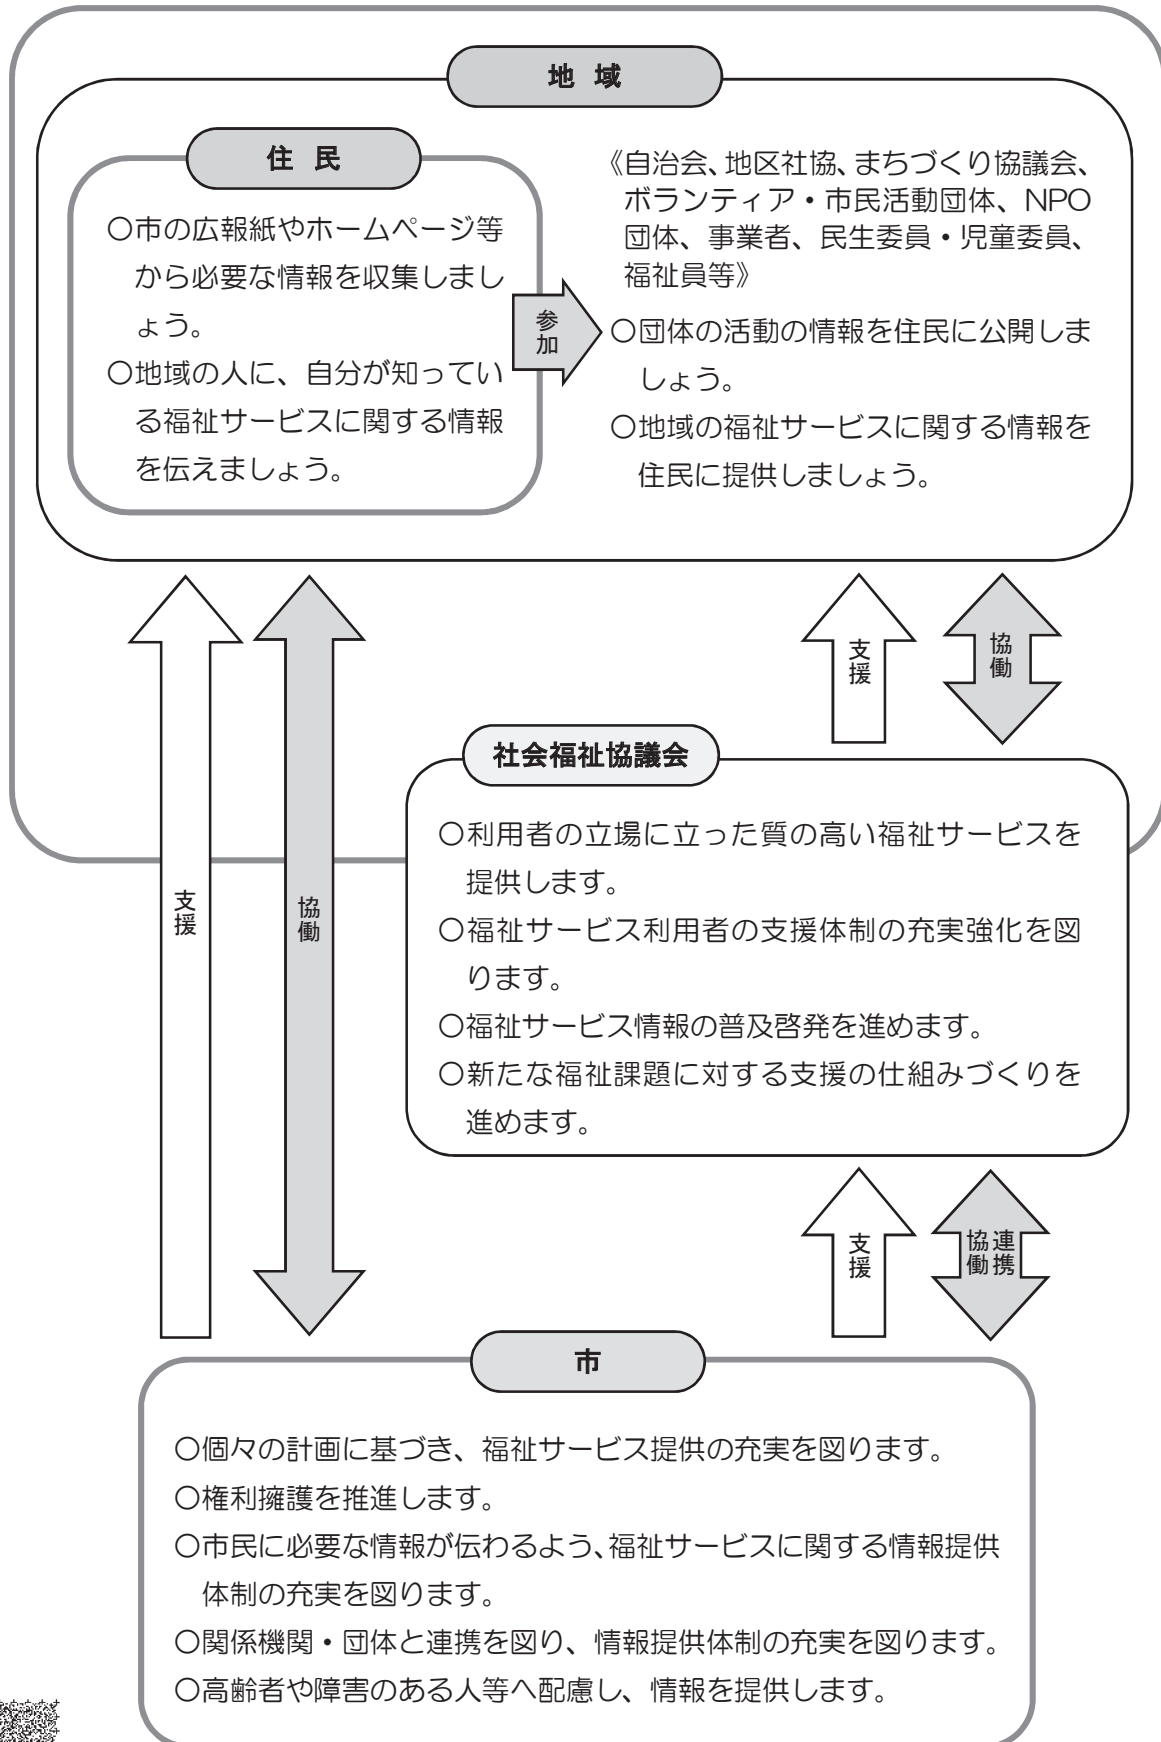 地域
住民
○市の広報紙やホームページ等
から必要な情報を収集しまし
ょう。
○地域の人に、自分が知ってい
る福祉サービスに関する情報
を伝えましょう。
参加
《自治会、地区社協、まちづくり協議会、
ボランティア・市民活動団体、NPO
団体、事業者、民生委員・児童委員、
福祉員等》
○団体の活動の情報を住民に公開しま
しょう。
○地域の福祉サービスに関する情報を
住民に提供しましょう。
支援
協働
支援
協働
社会福祉協議会
○利用者の立場に立った質の高い福祉サービスを
提供します。
○福祉サービス利用者の支援体制の充実強化を図
ります。
○福祉サービス情報の普及啓発を進めます。
○新たな福祉課題に対する支援の仕組みづくりを
進めます。
支援
連携
協働
市
○個々の計画に基づき、福祉サービス提供の充実を図ります。
○権利擁護を推進します。
○市民に必要な情報が伝わるよう、福祉サービスに関する情報提供
体制の充実を図ります。
○関係機関・団体と連携を図り、情報提供体制の充実を図ります。
○高齢者や障害のある人等へ配慮し、情報を提供します。